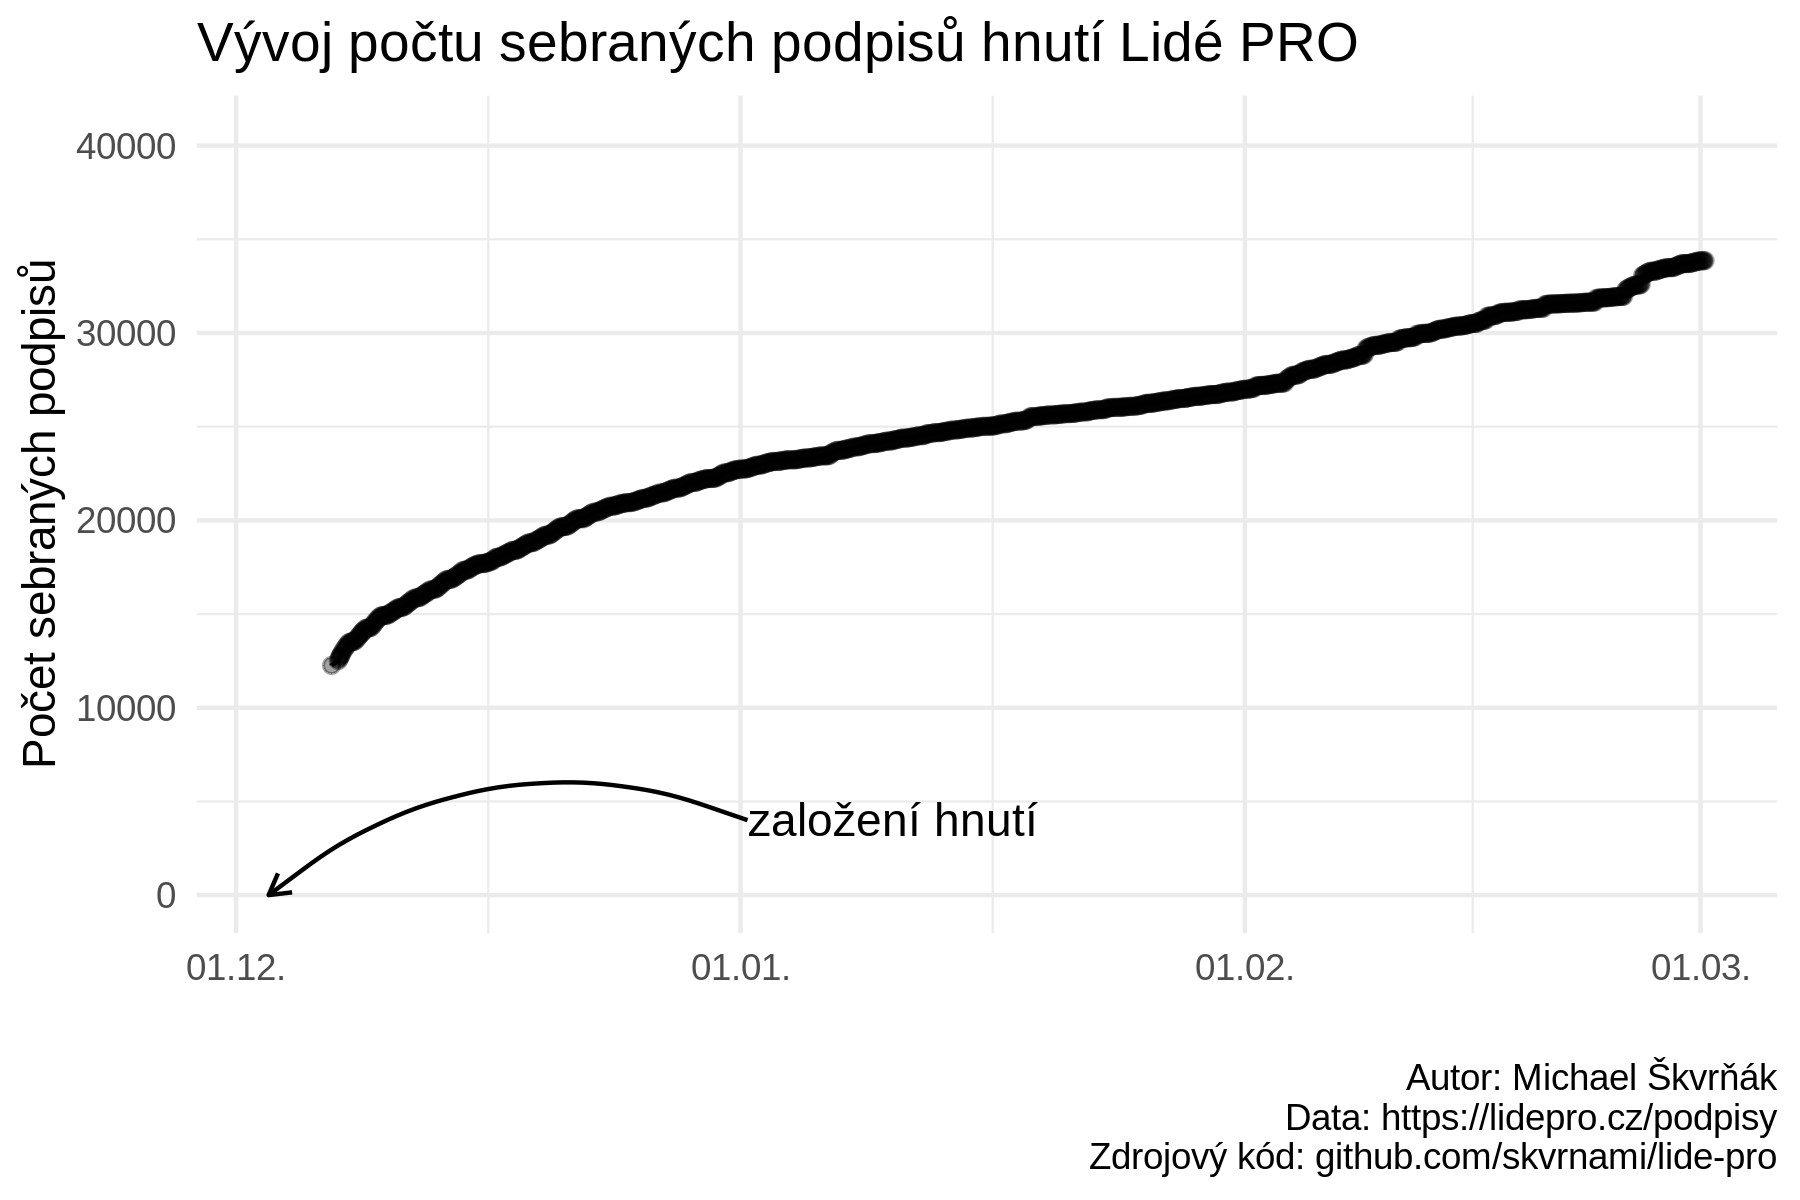 Vývoj počtu sebraných podpisů hnutí Lidé PRO
Počet sebraných podpisů
40000
30000
20000
10000
0
založení hnutí
01.12.
01.01.
01.02.
01.03.
Autor: Michael Škvrňák
Data: https://lidepro.cz/podpisy
Zdrojový kód: github.com/skvrnami/lide-pro